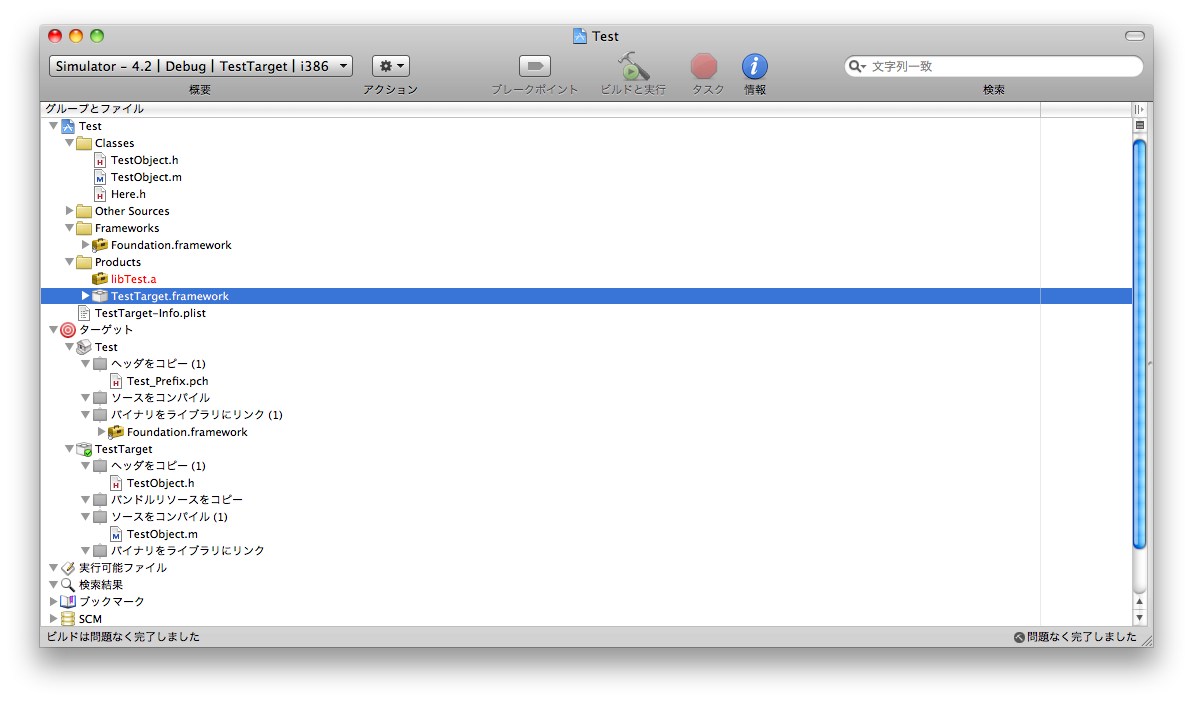 Test
Simulator - 4.2 | Debug | TestTarget | i386
文字列一致
概要
アクション
ブレークポイント
ビルドと実行
タスク
情報
検索
グループとファイル
Test
Classes
TestObject.h
TestObject.m
Here.h
Other Sources
Frameworks
Foundation.framework
Products
libTest.a
TestTarget.framework
TestTarget-Info.plist
ターゲット
Test
ヘッダをコピー (1)
Test_Prefix.pch
ソースをコンパイル
バイナリをライブラリにリンク (1)
Foundation.framework
TestTarget
ヘッダをコピー (1)
TestObject.h
バンドルリソースをコピー
ソースをコンパイル (1)
TestObject.m
バイナリをライブラリにリンク
実行可能ファイル
検索結果
ブックマーク
SCM
ビルドは問題なく完了しました
問題なく完了しました